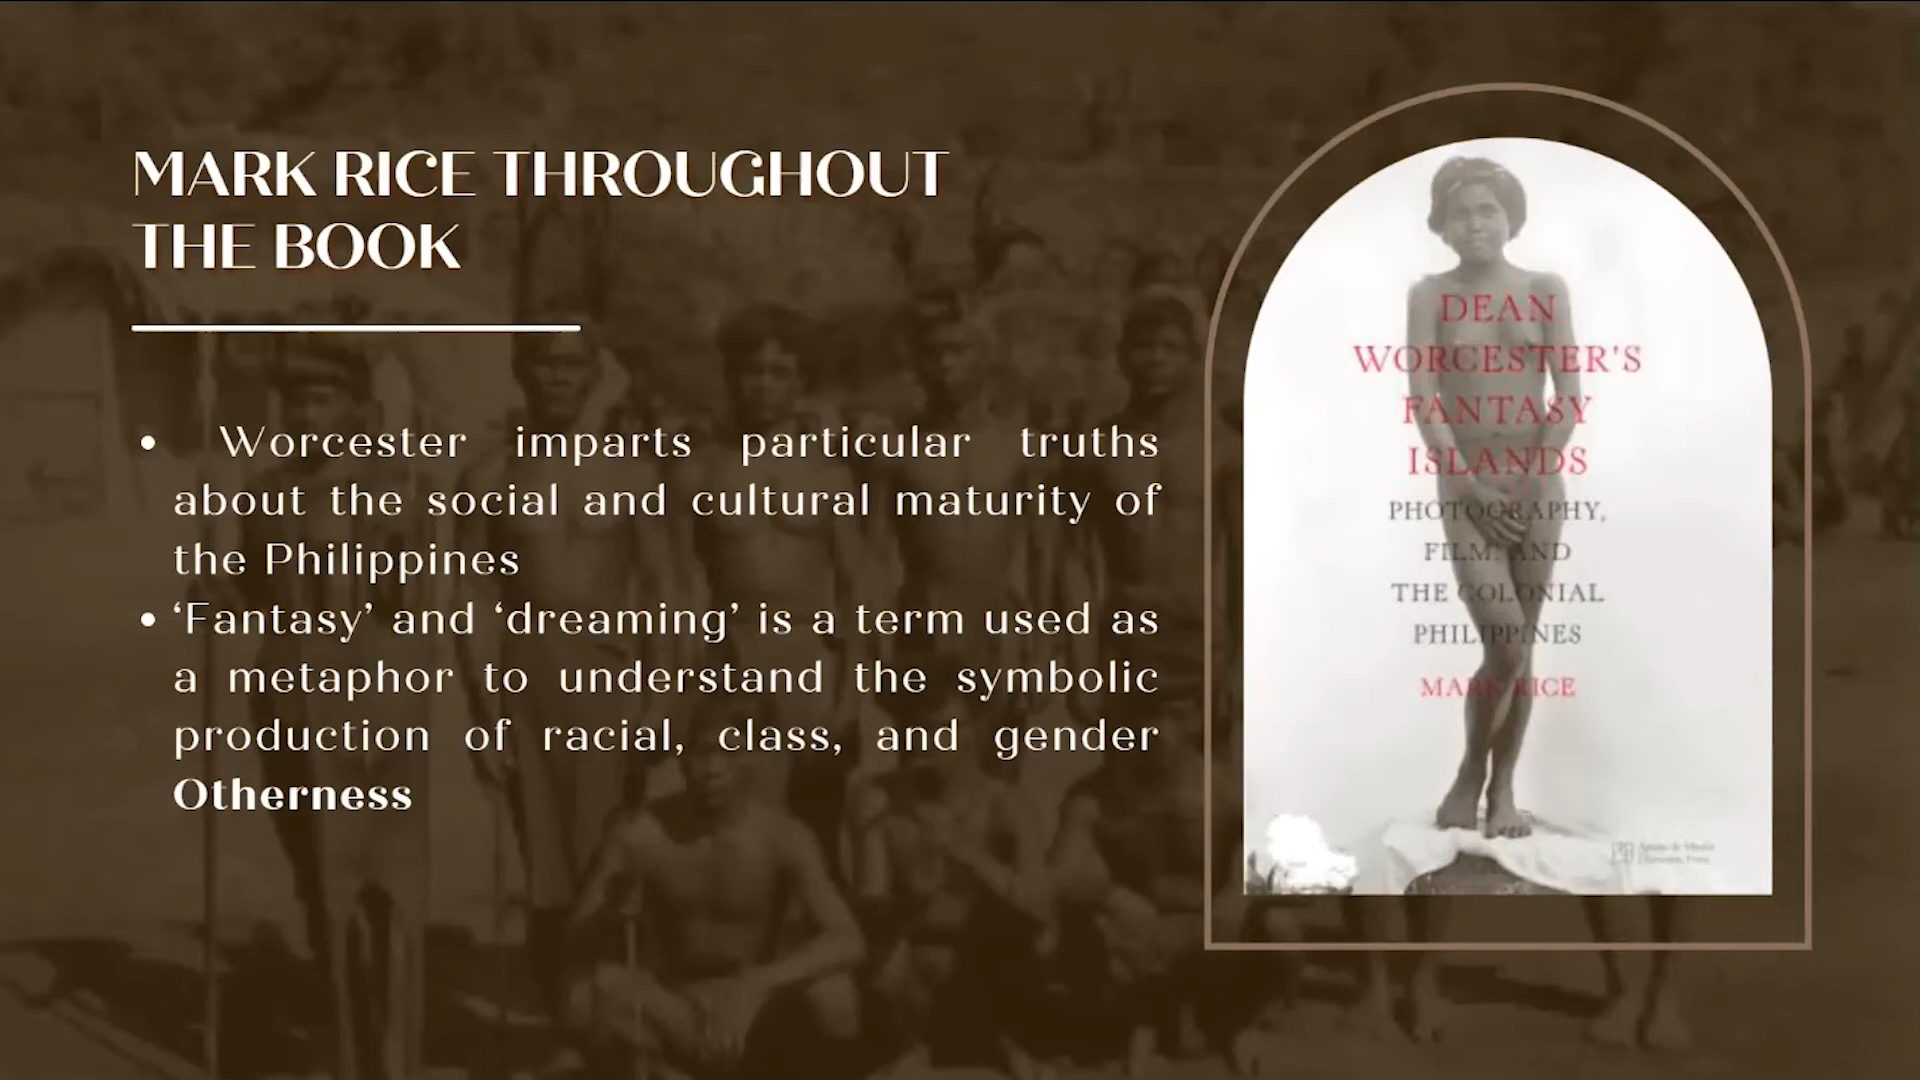 MARK RICE THROUGHOUT
THE BOOK
• Worcester imparts particular truths
about the social and cultural maturity of
the Philippines
• ‘Fantasy’ and ‘dreaming’ is a term used as
a metaphor to understand the symbolic
production of racial, class, and gender
Otherness
DEAN
WORCESTER'S
FANTASY
ISLANDS
PHOTOGRAPHY,
FILM, AND
THE COLONIAL
PHILIPPINES
MARK RICE